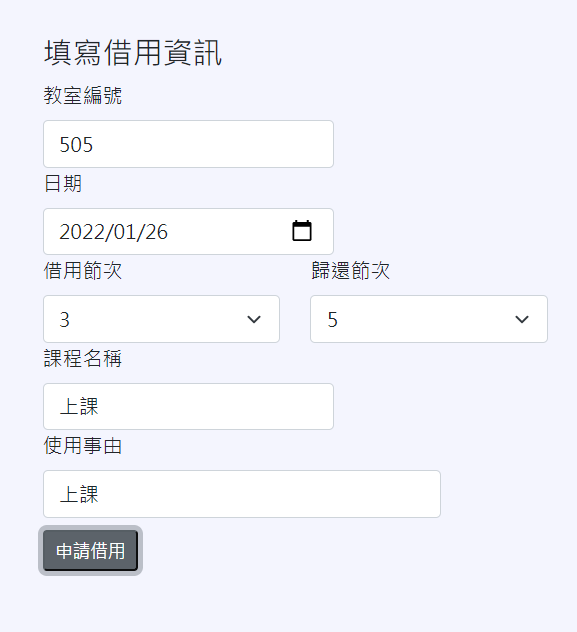 填寫借用資訊
教室編號
505
日期
2022/01/26
借用節次 歸還節次
3 5
課程名稱
上課
使用事由
上課
申請借用